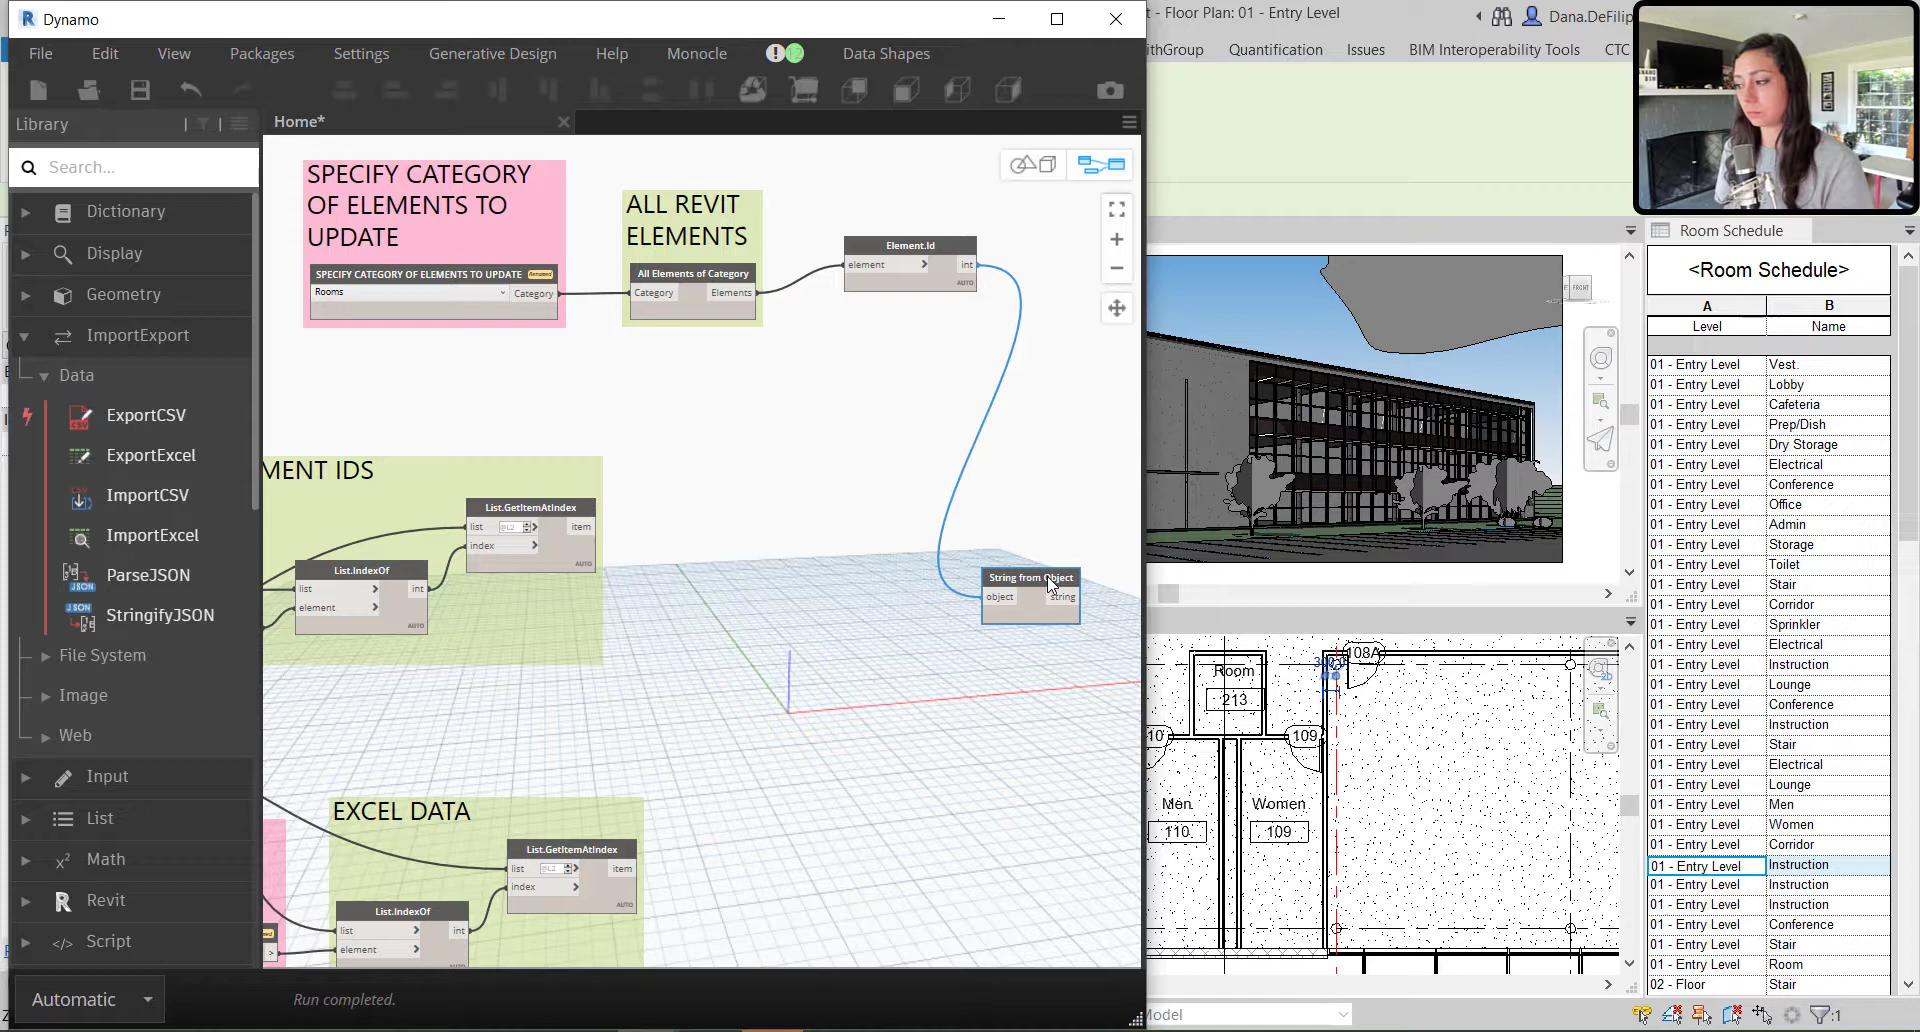 Dynamo
File Edit View Packages Settings Generative Design Help Monocle Data Shapes
Library
Home*
Search...
Dictionary
Display
Geometry
ImportExport
Data
ExportCSV
ExportExcel
ImportCSV
ImportExcel
ParseJSON
StringifyJSON
File System
Image
Web
Input
List
Math
Revit
Script
Automatic
Run completed.
SPECIFY CATEGORY
OF ELEMENTS TO
UPDATE
SPECIFY CATEGORY OF ELEMENTS TO UPDATE Renamed
Rooms Category
ALL REVIT
ELEMENTS
All Elements of Category
Category Elements
Element.Id
element > int
AUTO
MENT IDS
List.GetItemAtIndex
list @L2 > item
index >
AUTO
List.IndexOf
list > int
element >
AUTO
String from Object
object string
EXCEL DATA
List.GetItemAtIndex
list @L2 > item
index >
AUTO
List.IndexOf
list > int
element >
- Floor Plan: 01 - Entry Level
Dana.DeFilip
ithGroup Quantification Issues BIM Interoperability Tools CTC
FRONT
Room
213
108A
109
Men
110
Women
109
Model
:1
Room Schedule
<Room Schedule>
A B
Level Name
01 - Entry Level Vest.
01 - Entry Level Lobby
01 - Entry Level Cafeteria
01 - Entry Level Prep/Dish
01 - Entry Level Dry Storage
01 - Entry Level Electrical
01 - Entry Level Conference
01 - Entry Level Office
01 - Entry Level Admin
01 - Entry Level Storage
01 - Entry Level Toilet
01 - Entry Level Stair
01 - Entry Level Corridor
01 - Entry Level Sprinkler
01 - Entry Level Electrical
01 - Entry Level Instruction
01 - Entry Level Lounge
01 - Entry Level Conference
01 - Entry Level Instruction
01 - Entry Level Stair
01 - Entry Level Electrical
01 - Entry Level Lounge
01 - Entry Level Men
01 - Entry Level Women
01 - Entry Level Corridor
01 - Entry Level Instruction
01 - Entry Level Instruction
01 - Entry Level Instruction
01 - Entry Level Conference
01 - Entry Level Stair
01 - Entry Level Room
02 - Floor Stair